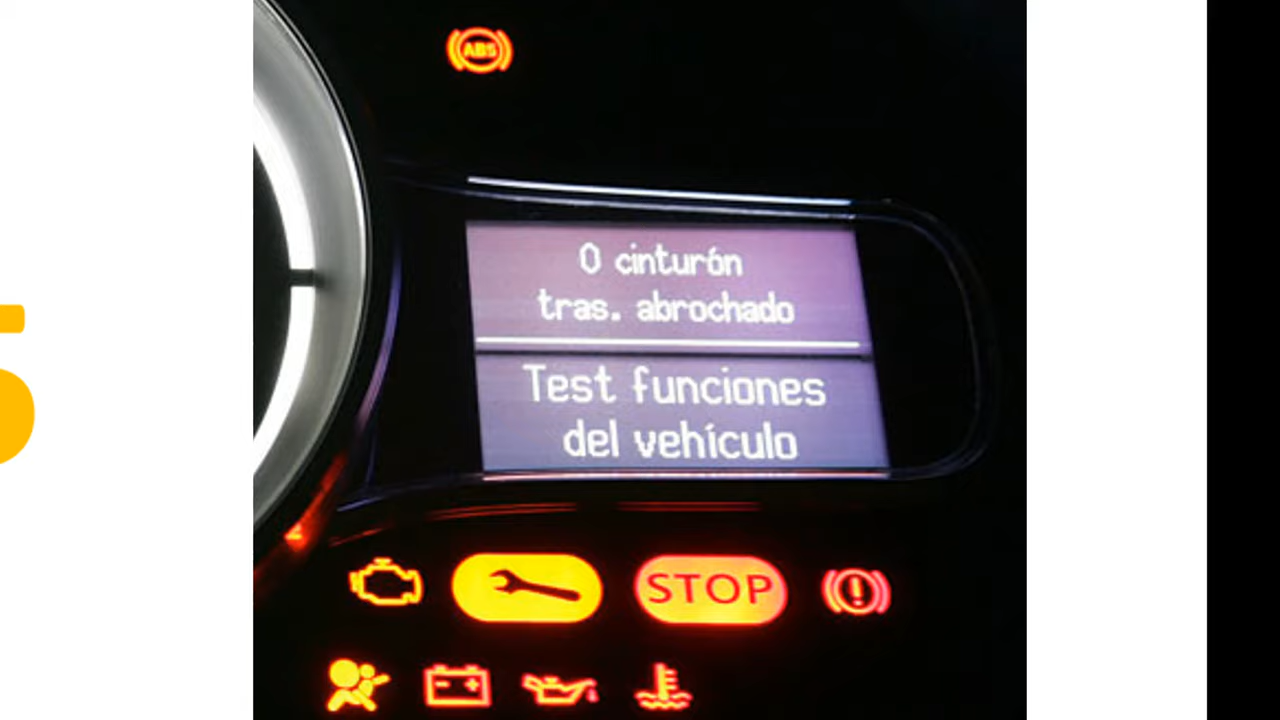 ABS
0 cinturón
tras. abrochado
Test funciones
del vehículo
STOP